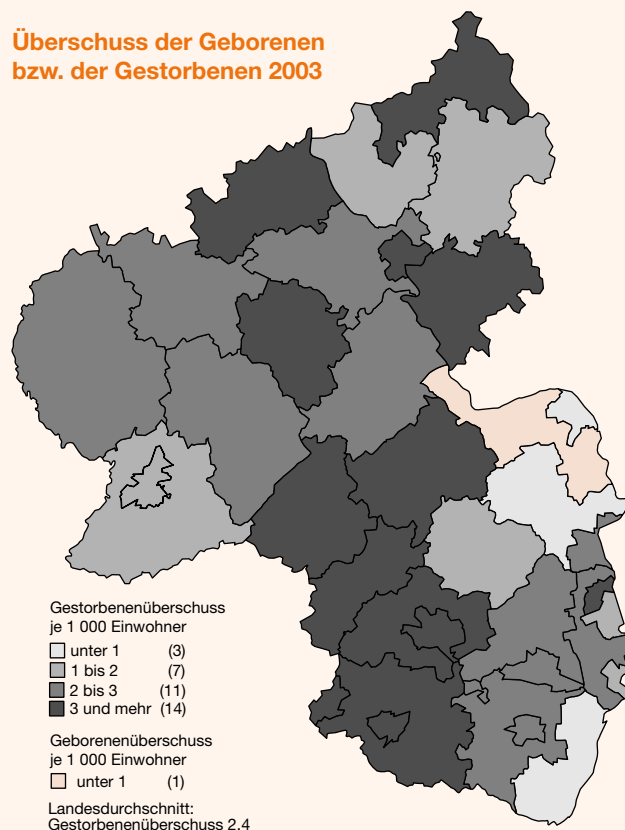 Überschuss der Geborenen
bzw. der Gestorbenen 2003
Gestorbenenüberschuss
je 1 000 Einwohner
unter 1 (3)
1 bis 2 (7)
2 bis 3 (11)
3 und mehr (14)
Geborenenüberschuss
je 1 000 Einwohner
unter 1 (1)
Landesdurchschnitt:
Gestorbenenüberschuss 2,4